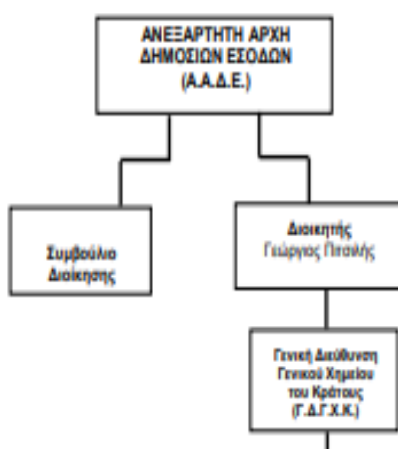 ΑΝΕΞΑΡΤΗΤΗ ΑΡΧΗ
ΔΗΜΟΣΙΩΝ ΕΣΟΔΩΝ
(Α.Α.Δ.Ε.)
Συμβούλιο
Διοίκησης
Διοικητής
Γεώργιος Πιτσιλής
Γενική Διεύθυνση
Γενικού Χημείου
του Κράτους
(Γ.Δ.Γ.Χ.Κ.)